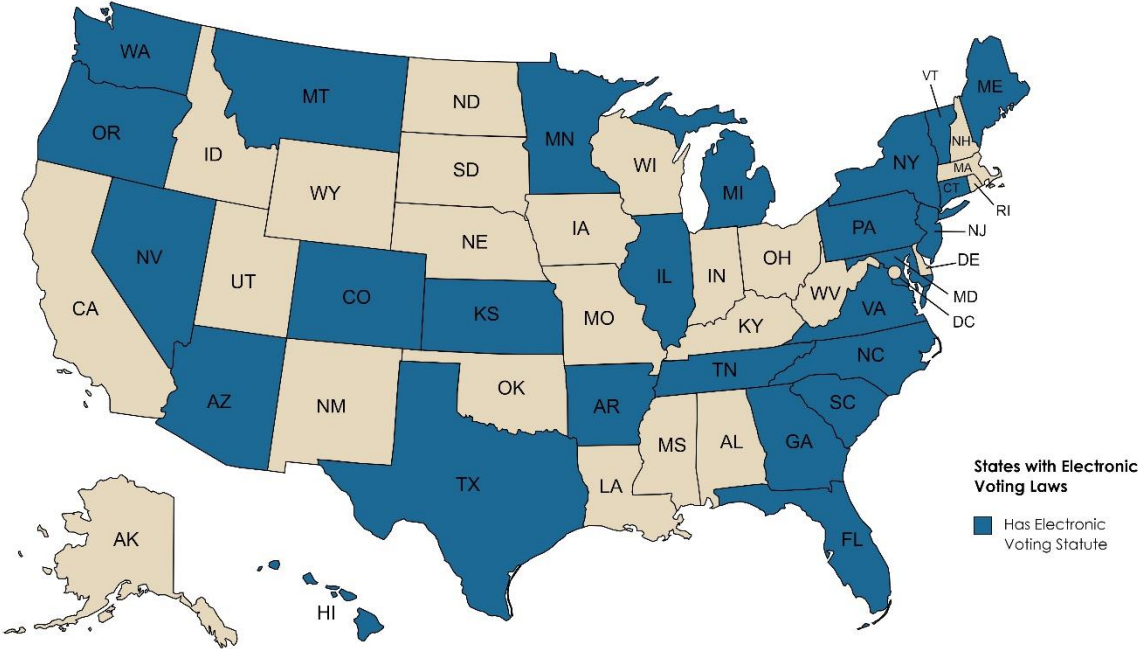 WA
MT
ND
MN
VT
ME
OR
ID
SD
WI
MI
NY
NH
MA
CT
RI
WY
NE
IA
PA
NJ
NV
UT
CO
IL
IN
OH
DE
CA
KS
MO
WV
MD
VA
DC
KY
AZ
NM
OK
AR
TN
NC
SC
TX
LA
MS
AL
GA
States with Electronic
Voting Laws
Has Electronic
Voting Statute
FL
AK
HI